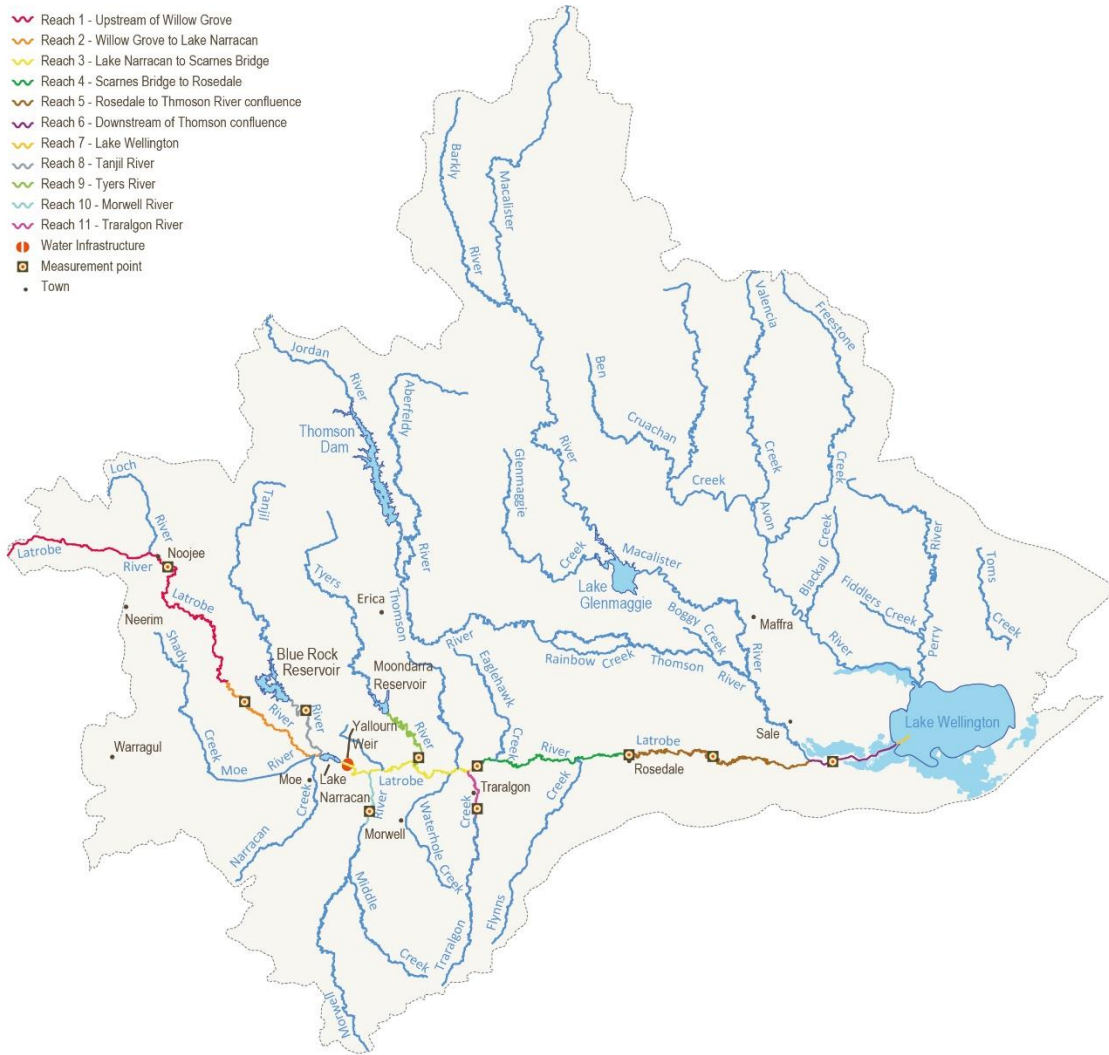 Reach 1 - Upstream of Willow Grove
Reach 2 - Willow Grove to Lake Narracan
Reach 3 - Lake Narracan to Scarnes Bridge
Reach 4 - Scarnes Bridge to Rosedale
Reach 5 - Rosedale to Thmoson River confluence
Reach 6 - Downstream of Thomson confluence
Reach 7 - Lake Wellington
Reach 8 - Tanjil River
Reach 9 - Tyers River
Reach 10 - Morwell River
Reach 11 - Traralgon River
Water Infrastructure
Measurement point
Town
Barkly
River
Macalister
River
Valencia
Creek
Freestone
Creek
Ben
Cruachan
Creek
Jordan
River
Aberfeldy
River
Thomson
Dam
Glenmaggie
Creek
Loch
River
Tanjil
River
Tyers
River
Latrobe
River
Noojee
Latrobe
River
Neerim
Shady
Creek
Erica
Thomson
River
Macalister
River
Lake
Glenmaggie
Boggy Creek
Rainbow Creek
Thomson
River
Maffra
Avon
River
Blackall Creek
Fiddlers Creek
Perry
River
Toms
Creek
Eaglehawk
Creek
Blue Rock
Reservoir
Moondarra
Reservoir
Yallourn
Weir
Warragul
Moe
River
Moe
Lake
Narracan
Narracan
Creek
Latrobe
River
Morwell
Waterhole Creek
Traralgon
Creek
Traralgon
River
Latrobe
Rosedale
Sale
Lake Wellington
Flynns
Creek
Middle
Creek
Morwell
River